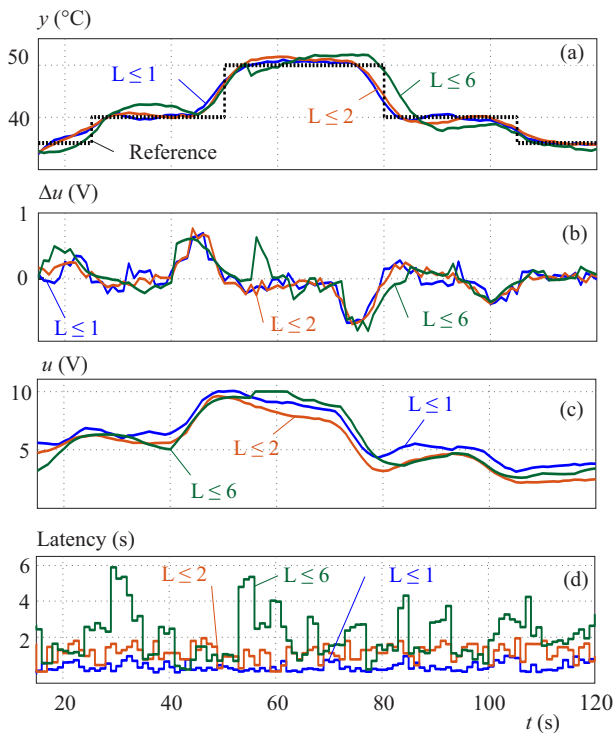 y (°C)
50
(a)
L ≤ 1
L ≤ 6
L ≤ 2
40
Reference
Δu (V)
1
(b)
0
L ≤ 1
L ≤ 2
L ≤ 6
1
u (V)
10
L ≤ 1
(c)
L ≤ 2
5
L ≤ 6
Latency (s)
6
L ≤ 2
L ≤ 6
L ≤ 1
(d)
4
2
20
40
60
80
100
120
t (s)